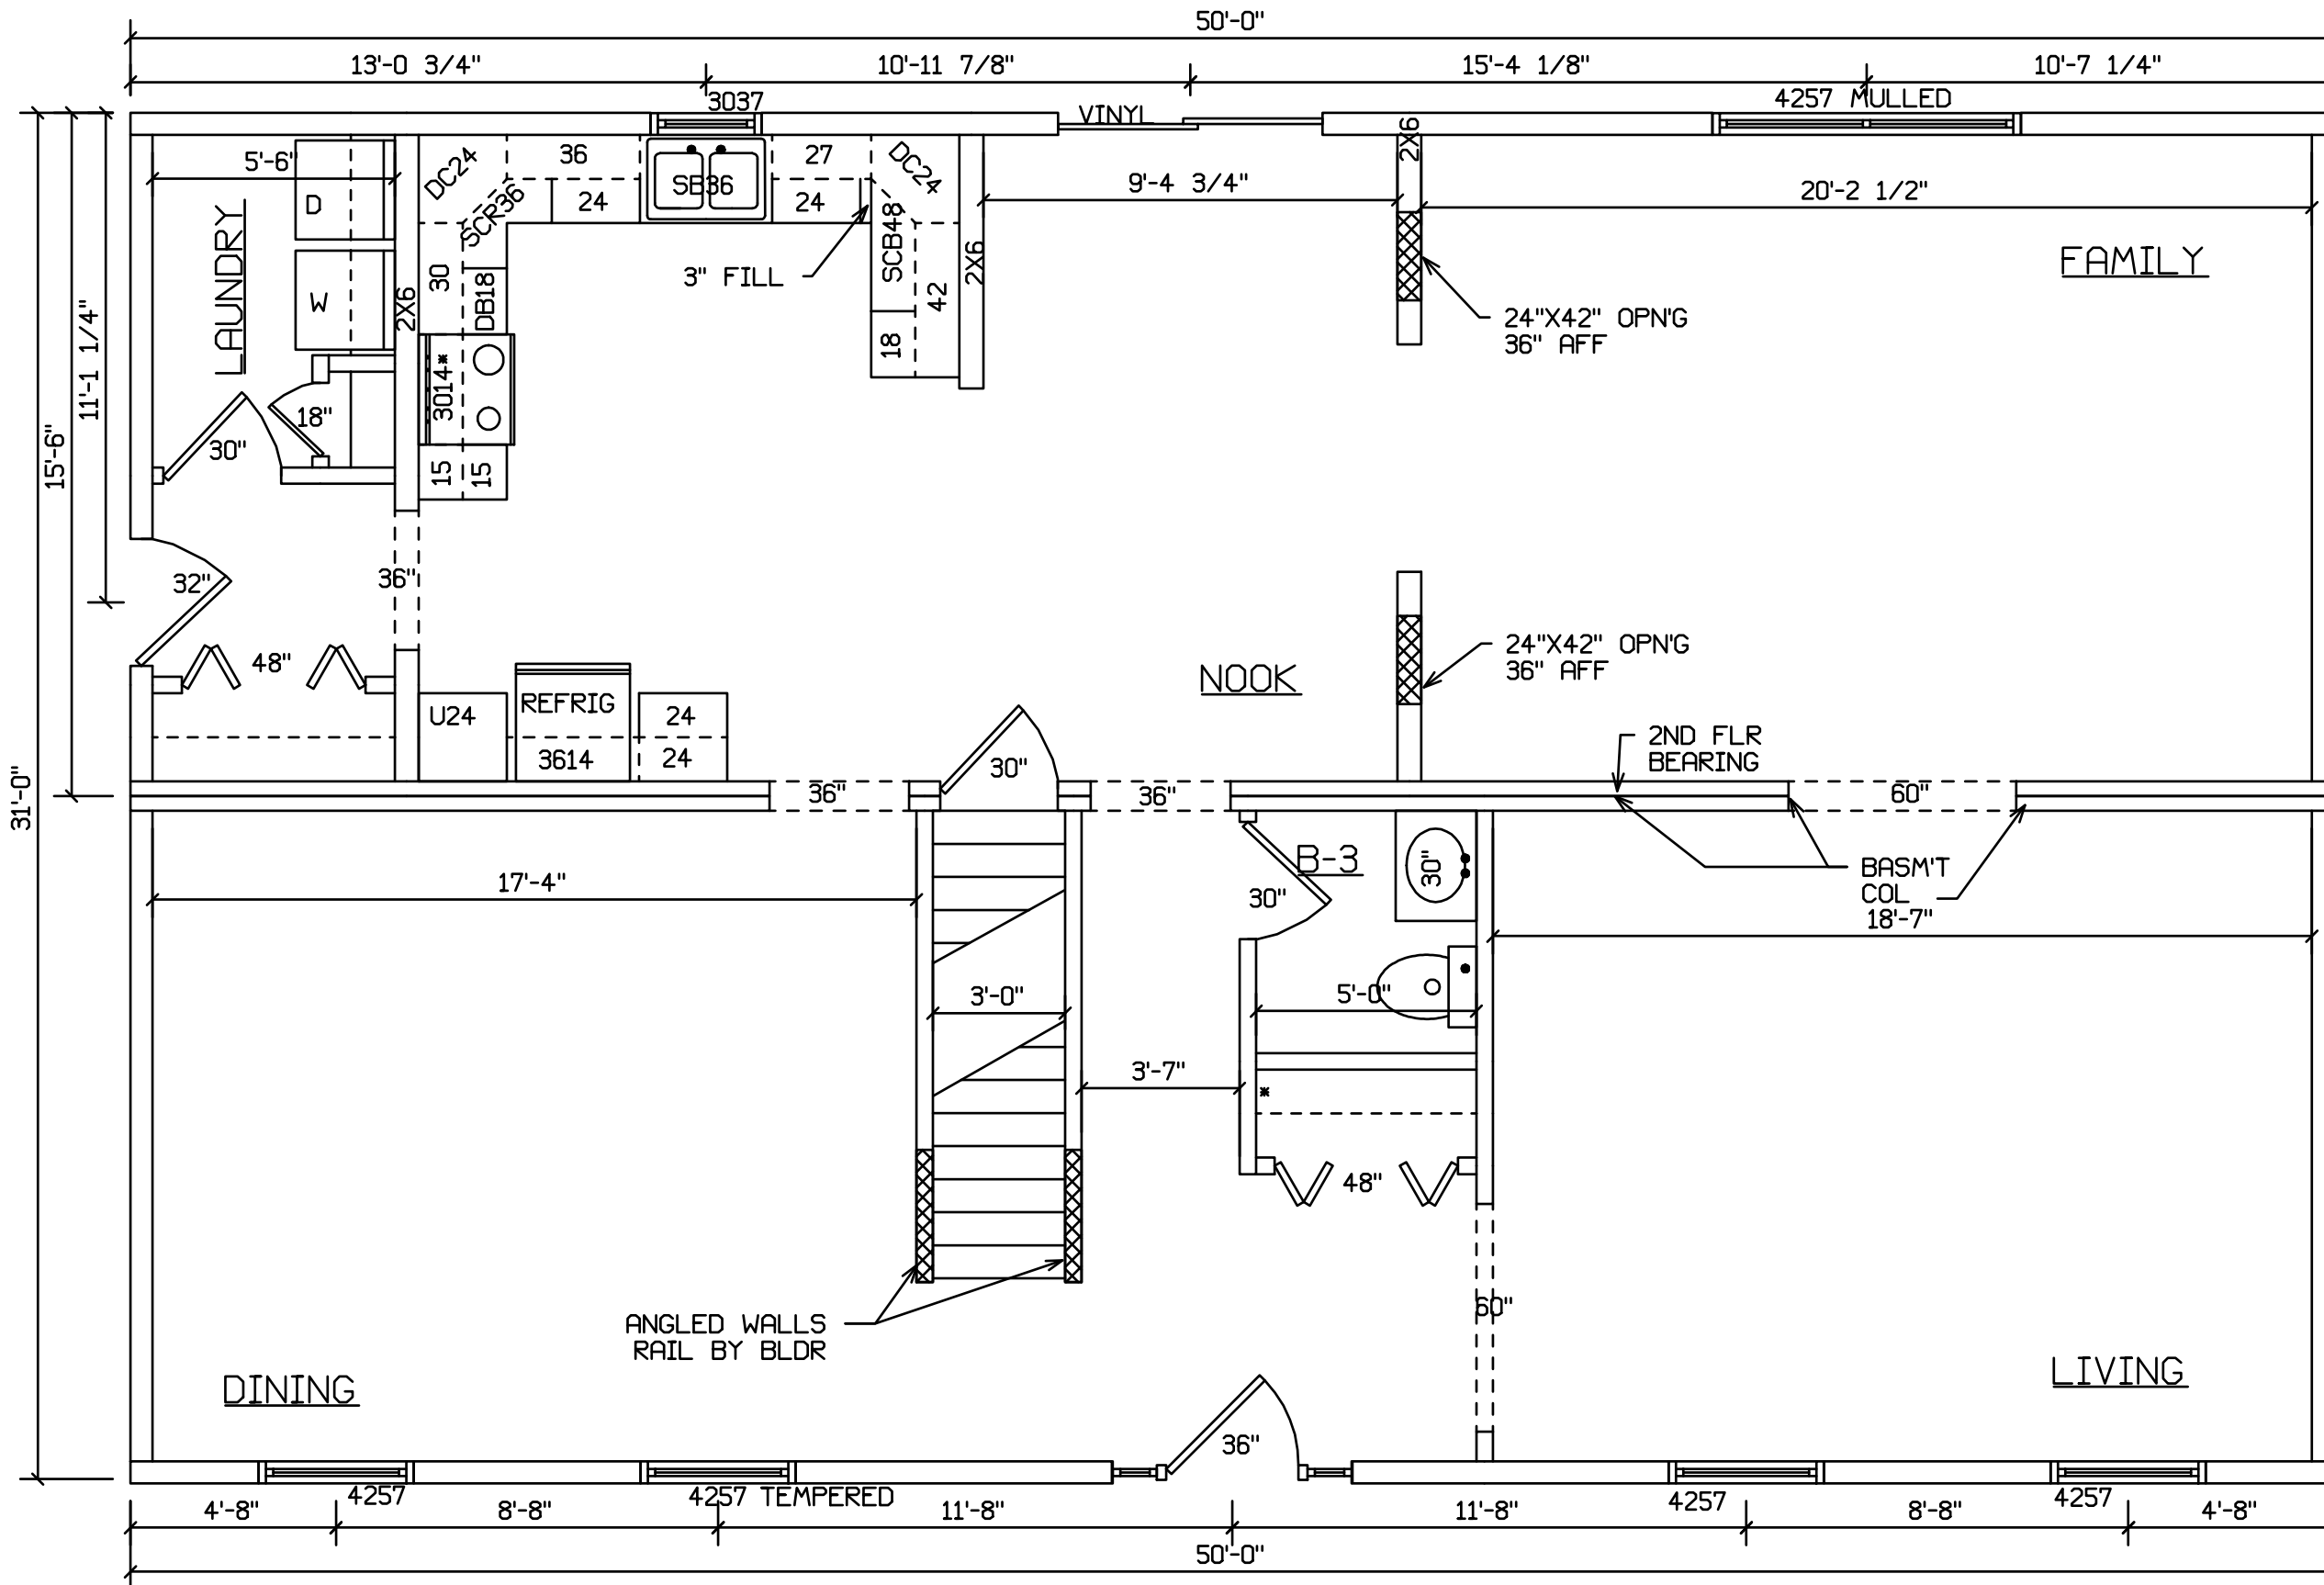 50'-0"
13'-0 3/4"
10'-11 7/8"
15'-4 1/8"
10'-7 1/4"
3037
VINYL
4257 MULLED
5'-6"
D
W
LAUNDRY
2X6
DC24
36
SCR36
24
SB36
27
24
DC24
SCB48
42
18
2X6
3" FILL
30
DB18
3014*
15
15
9'-4 3/4"
2X6
20'-2 1/2"
FAMILY
24"X42" OPN'G
36" AFF
18"
30"
11'-1 1/4"
15'-6"
31'-0"
32"
36"
48"
U24
REFRIG
3614
24
24
NOOK
24"X42" OPN'G
36" AFF
2ND FLR
BEARING
30"
36"
36"
60"
BASM'T
COL
18'-7"
17'-4"
B-3
30"
30"
3'-0"
5'-0"
3'-7"
*
48"
60"
ANGLED WALLS
RAIL BY BLDR
DINING
LIVING
36"
4257
4257 TEMPERED
4257
4257
4'-8"
8'-8"
11'-8"
11'-8"
8'-8"
4'-8"
50'-0"